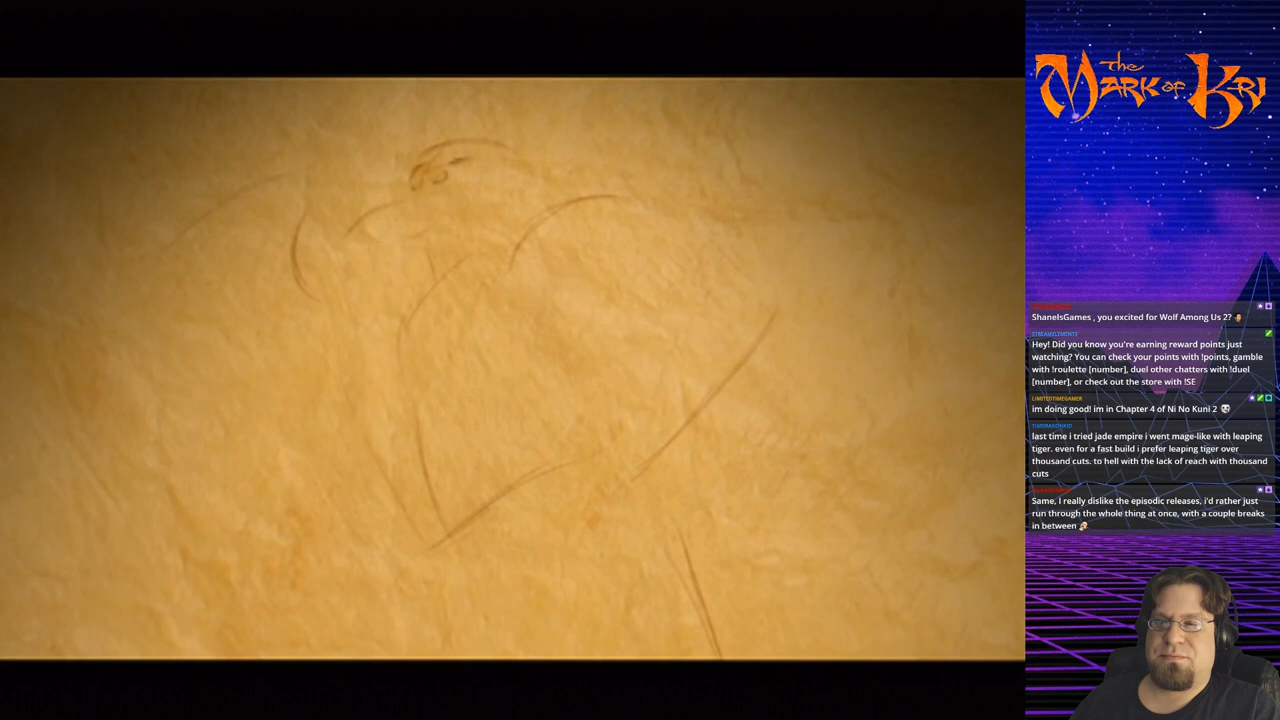 the
MARK OF KRI
ShaneIsGames , you excited for Wolf Among Us 2?
STREAMELEMENTS
Hey! Did you know you're earning reward points just
watching? You can check your points with !points, gamble
with !roulette [number], duel other chatters with !duel
[number], or check out the store with !SE
LIMITEDTIMEGAMER
im doing good! im in Chapter 4 of Ni No Kuni 2
TIMDRAGONKID
last time i tried jade empire i went mage-like with leaping
tiger. even for a fast build i prefer leaping tiger over
thousand cuts. to hell with the lack of reach with thousand
cuts
Same, I really dislike the episodic releases, i'd rather just
run through the whole thing at once, with a couple breaks
in between